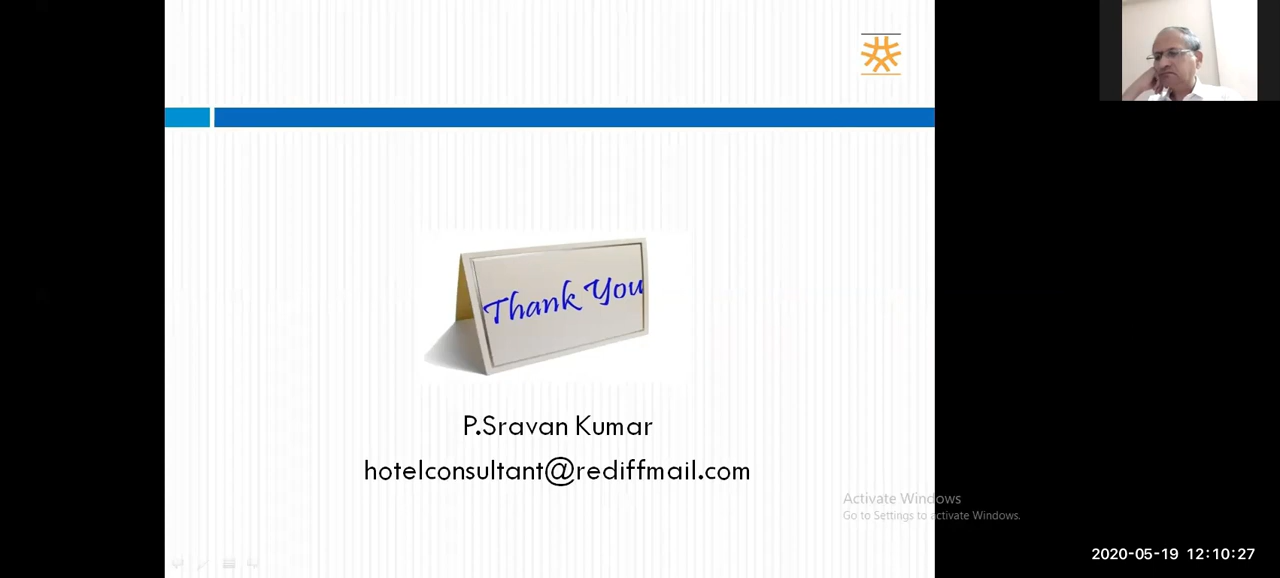 Thank You
P.Sravan Kumar
hotelconsultant@rediffmail.com
Activate Windows
Go to Settings to activate Windows.
2020-05-19 12:10:27